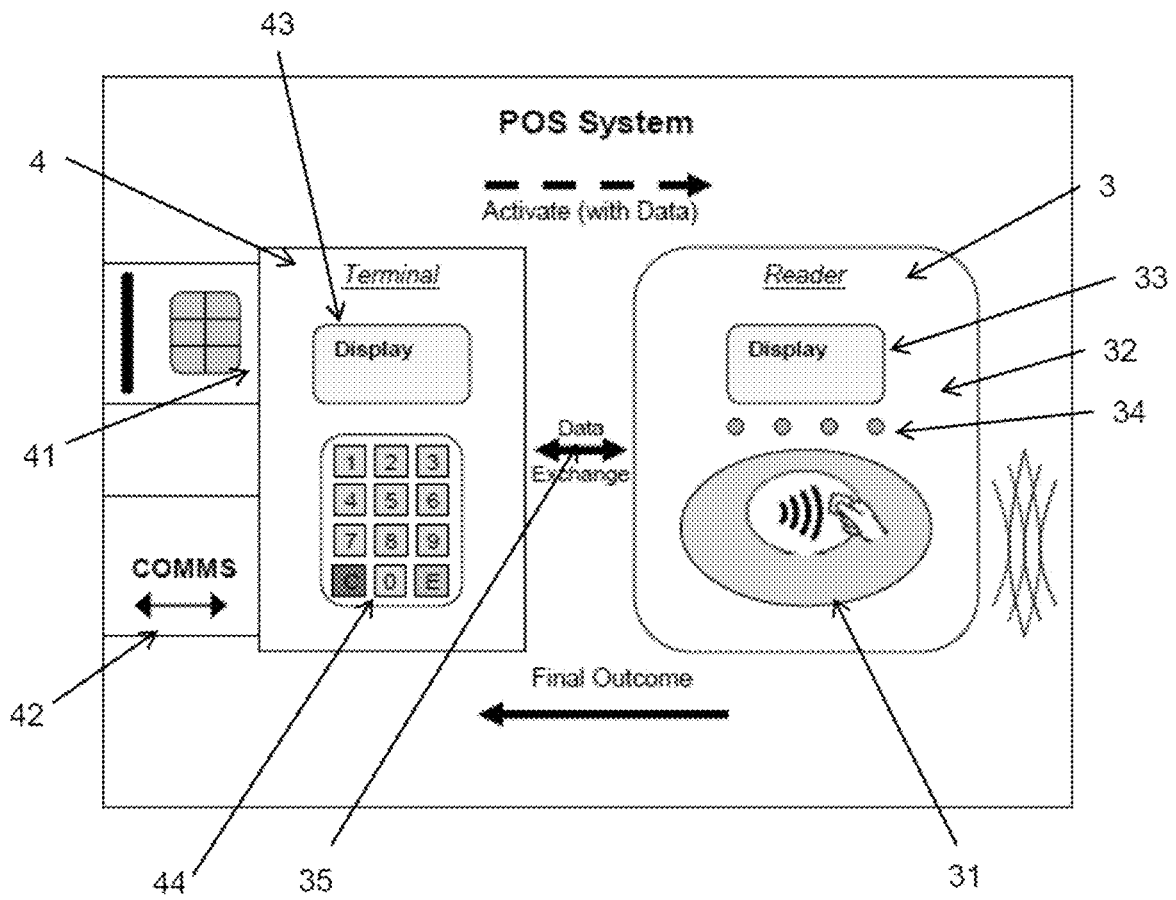 43
POS System
4
Activate (with Data)
3
Terminal
Reader
33
Display
Display
32
34
41
Data
Exchange
1 2 3
4 5 6
7 8 9
C 0 E
COMMS
Final Outcome
42
44
35
31